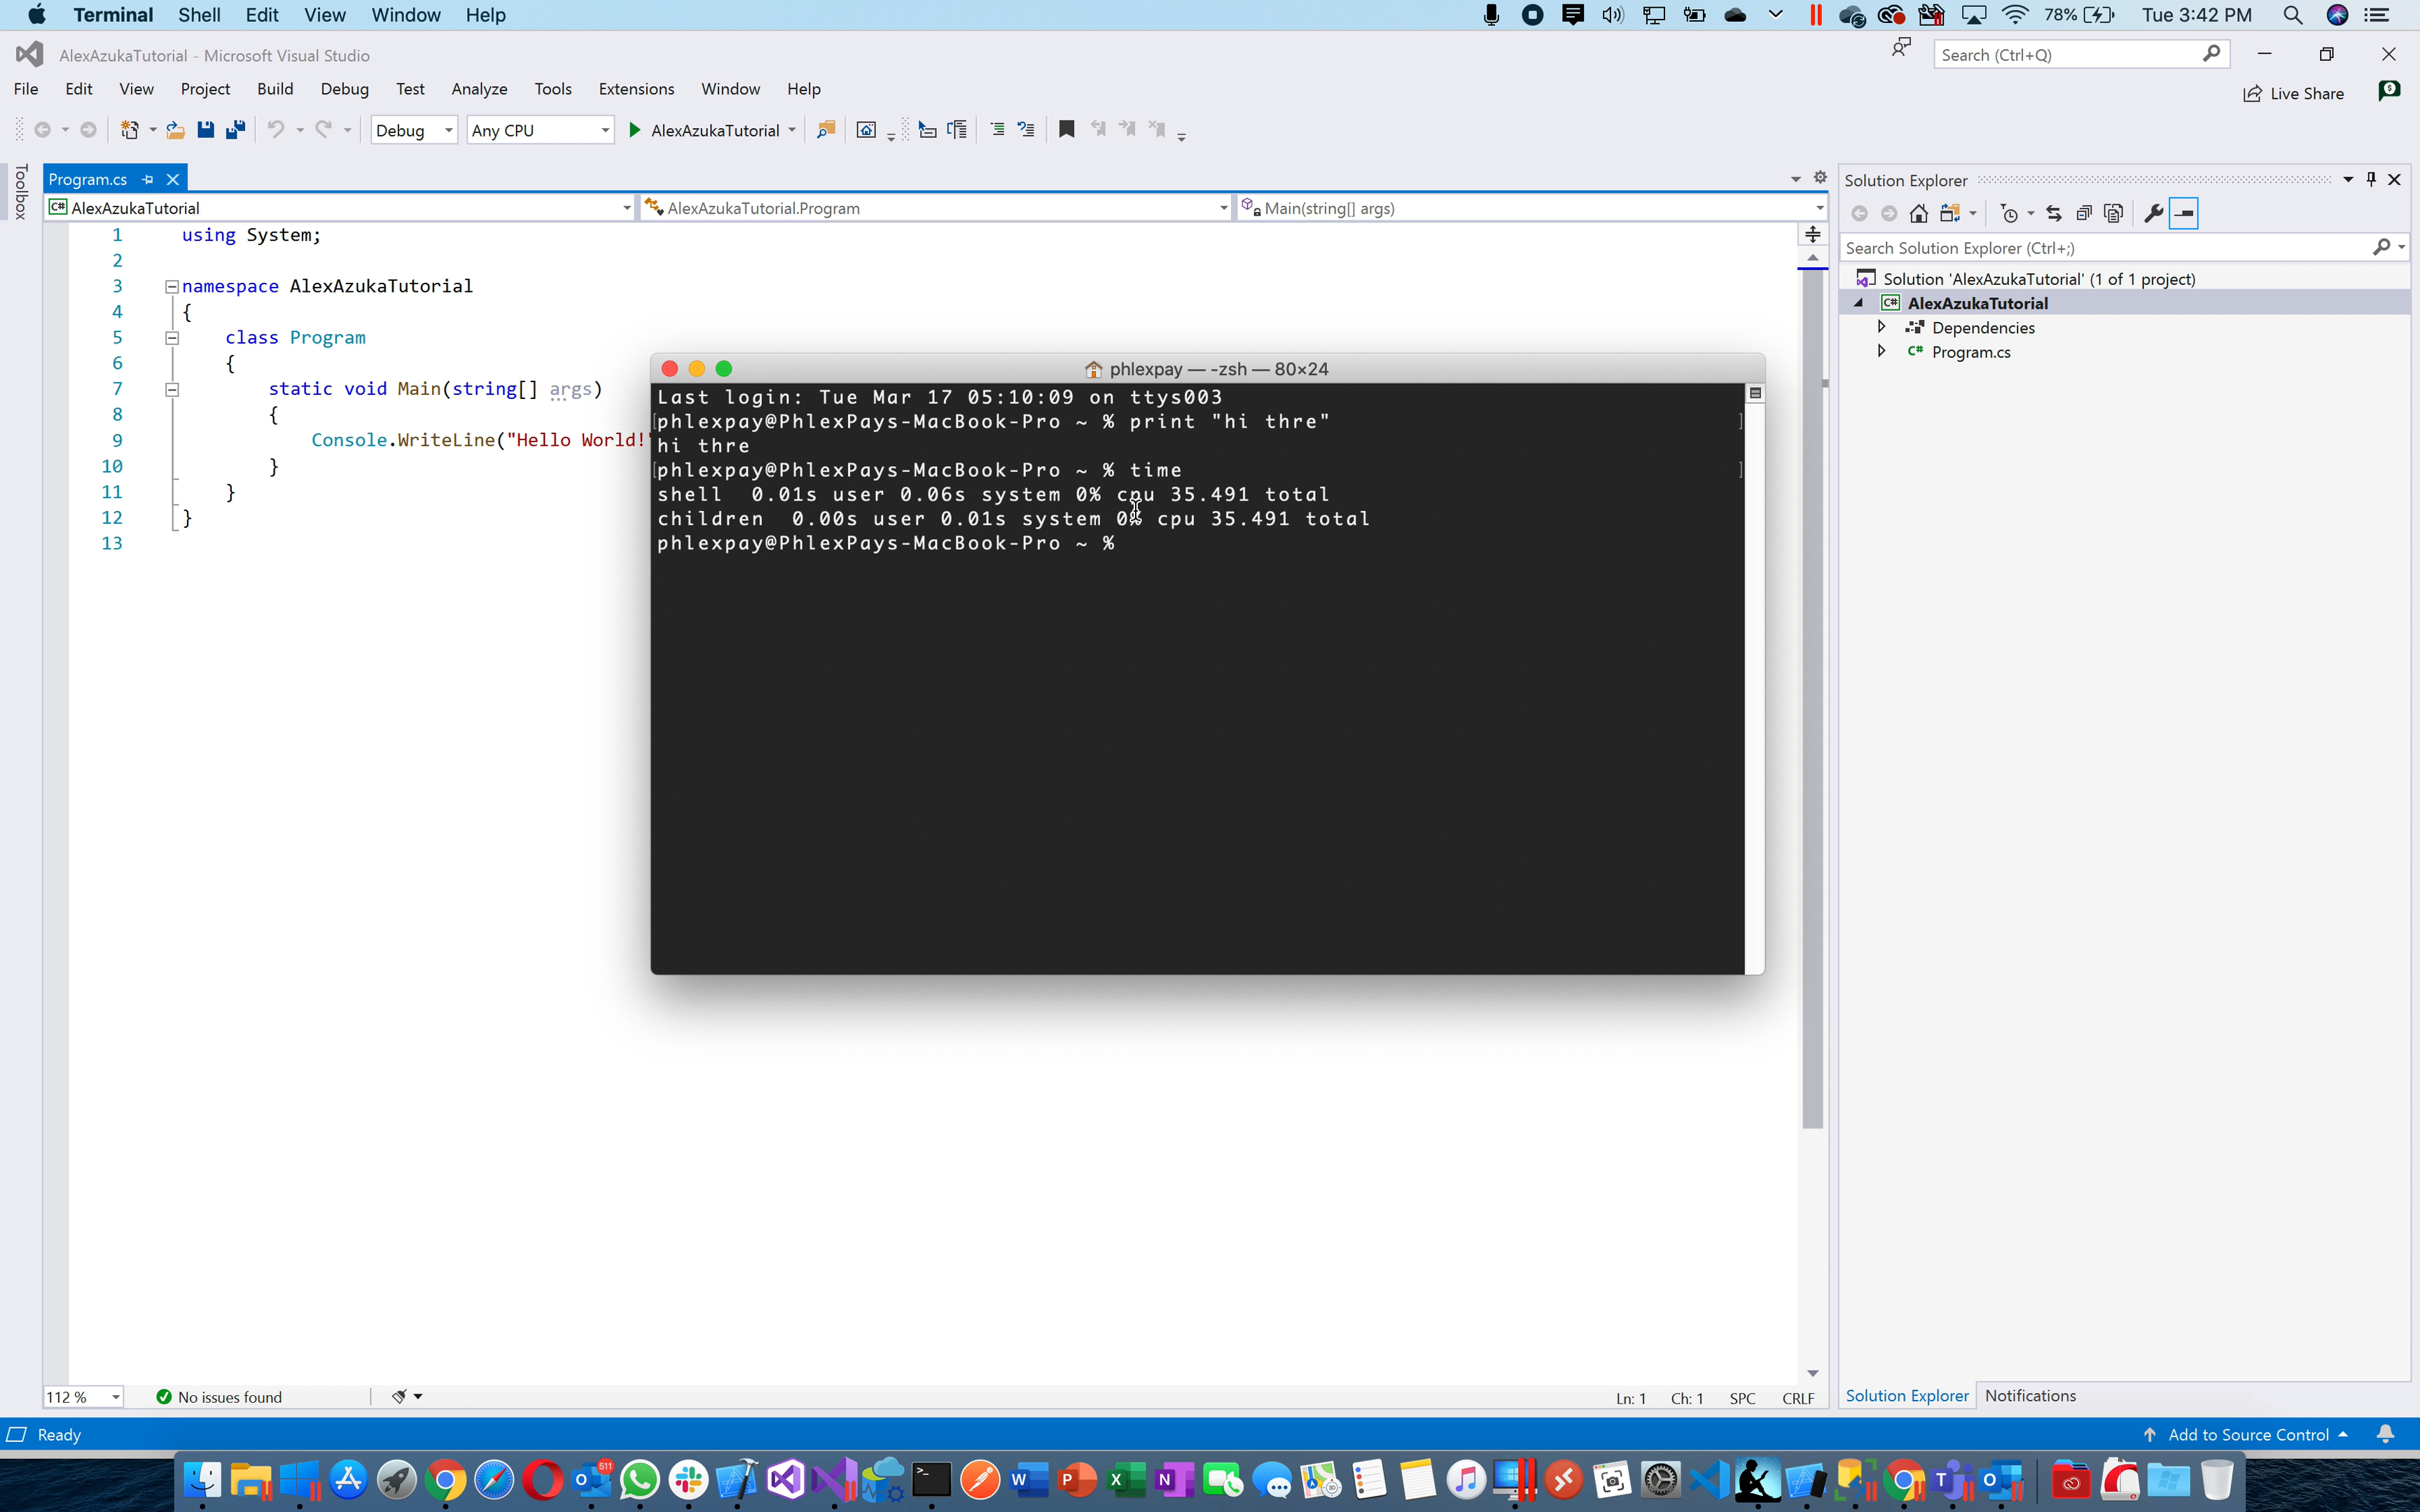 Terminal Shell Edit View Window Help 78% Tue 3:42 PM
AlexAzukaTutorial - Microsoft Visual Studio Search (Ctrl+Q)
File Edit View Project Build Debug Test Analyze Tools Extensions Window Help Live Share
Debug Any CPU AlexAzukaTutorial
Toolbox
Program.cs
AlexAzukaTutorial AlexAzukaTutorial.Program Main(string[] args)
1 using System;
2
3 namespace AlexAzukaTutorial
4 {
5 class Program
6 {
7 static void Main(string[] args)
8 {
9 Console.WriteLine("Hello World!"
10 }
11 }
12 }
13
phlexpay — -zsh — 80×24
Last login: Tue Mar 17 05:10:09 on ttys003
[phlexpay@PhlexPays-MacBook-Pro ~ % print "hi thre" ]
hi thre
[phlexpay@PhlexPays-MacBook-Pro ~ % time ]
shell 0.01s user 0.06s system 0% cpu 35.491 total
children 0.00s user 0.01s system 0% cpu 35.491 total
phlexpay@PhlexPays-MacBook-Pro ~ %
Solution Explorer
Search Solution Explorer (Ctrl+;)
Solution 'AlexAzukaTutorial' (1 of 1 project)
C# AlexAzukaTutorial
Dependencies
C# Program.cs
112 % No issues found Ln: 1 Ch: 1 SPC CRLF
Solution Explorer Notifications
Ready Add to Source Control
511